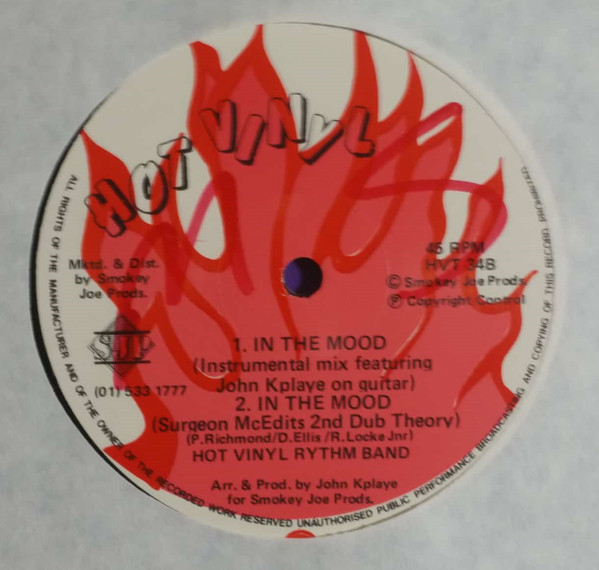 HOT VINYL
Mktd. & Dist.
by Smokey
Joe Prods.
45 RPM
HVT 34B
© Smokey Joe Prods.
℗ Copyright Control
SJP
(01) 533 1777
1. IN THE MOOD
(Instrumental mix featuring
John Kplaye on guitar)
2. IN THE MOOD
(Surgeon McEdits 2nd Dub Theory)
(P.Richmond/D.Ellis/R.Locke Jnr)
HOT VINYL RYTHM BAND
Arr. & Prod. by John Kplaye
for Smokey Joe Prods.
ALL RIGHTS OF THE MANUFACTURER AND OF THE OWNER OF THE RECORDED WORK RESERVED UNAUTHORISED PUBLIC PERFORMANCE BROADCASTING AND COPYING OF THIS RECORD PROHIBITED